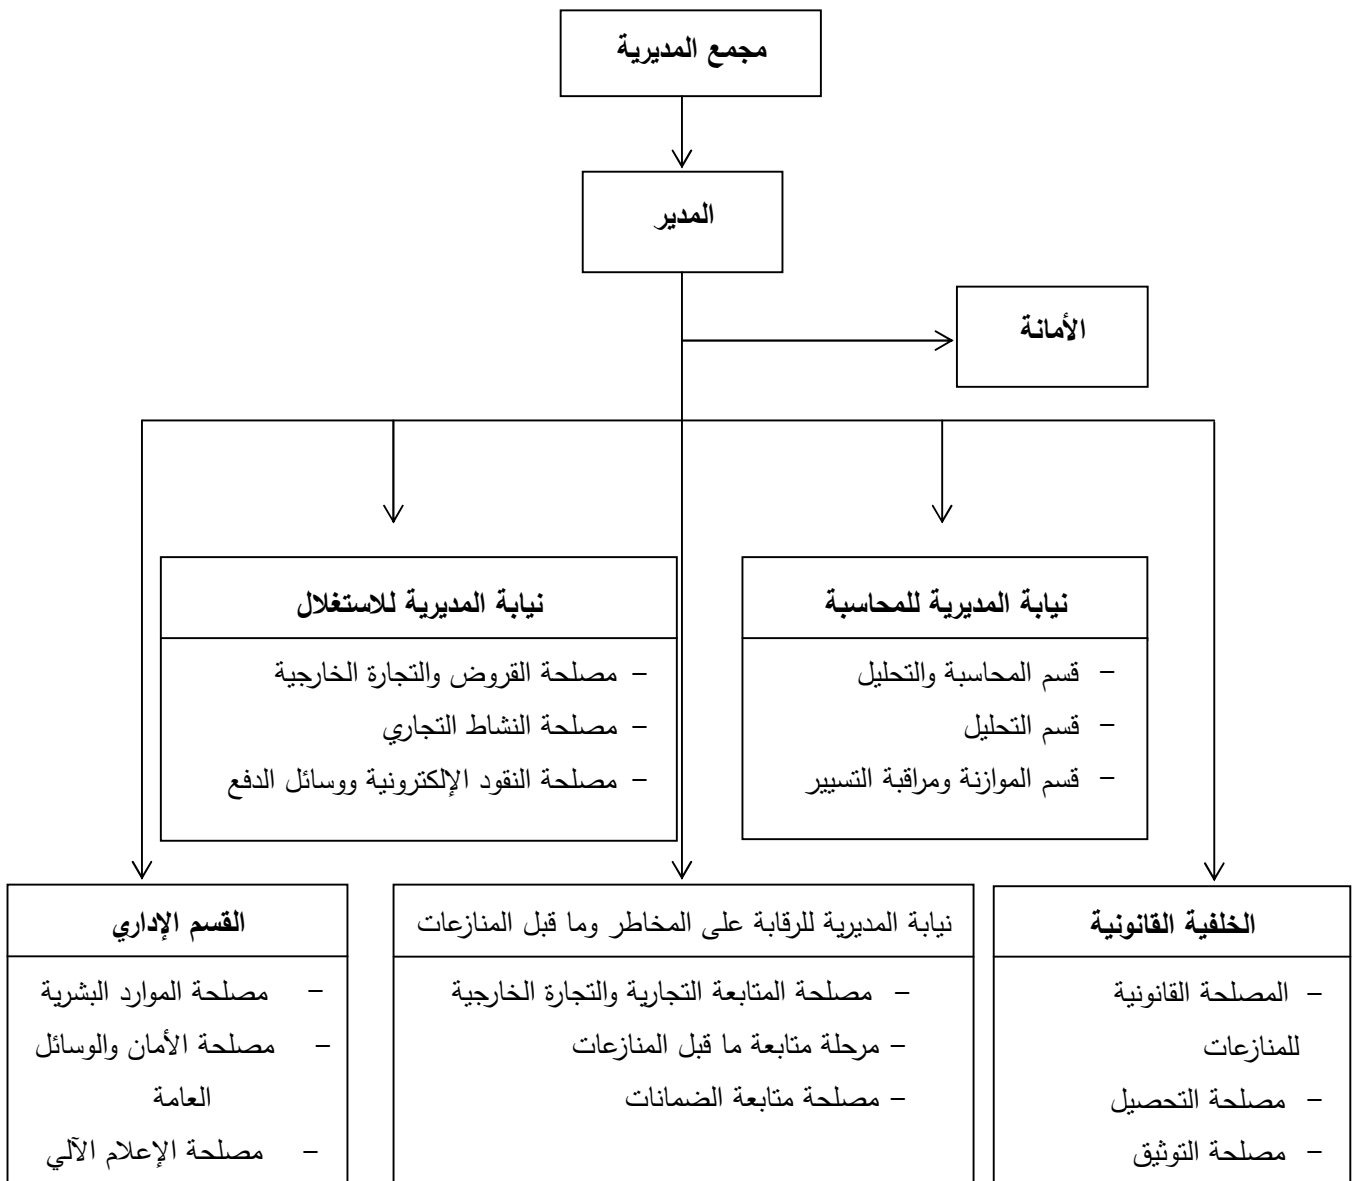 مجمع المديرية
المدير
الأمانة
نيابة المديرية للمحاسبة
– قسم المحاسبة والتحليل
– قسم التحليل
– قسم الموازنة ومراقبة التسيير
نيابة المديرية للاستغلال
– مصلحة القروض والتجارة الخارجية
– مصلحة النشاط التجاري
– مصلحة النقود الإلكترونية ووسائل الدفع
الخلفية القانونية
– المصلحة القانونية
للمنازعات
– مصلحة التحصيل
– مصلحة التوثيق
نيابة المديرية للرقابة على المخاطر وما قبل المنازعات
– مصلحة المتابعة التجارية والتجارة الخارجية
– مرحلة متابعة ما قبل المنازعات
– مصلحة متابعة الضمانات
القسم الإداري
– مصلحة الموارد البشرية
– مصلحة الأمان والوسائل
العامة
– مصلحة الإعلام الآلي